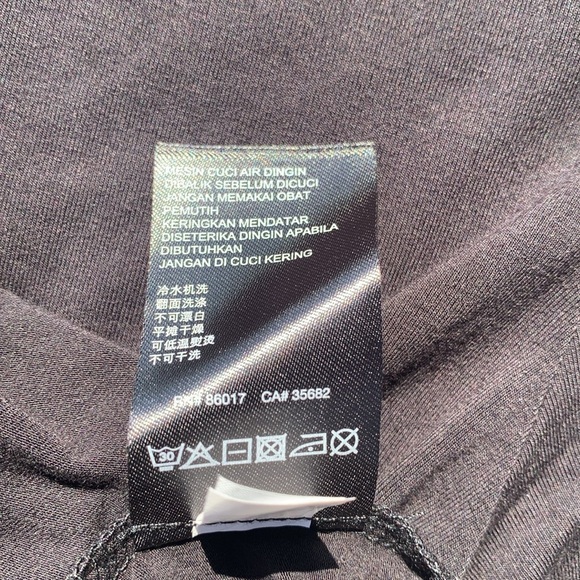 MESIN CUCI AIR DINGIN
DIBALIK SEBELUM DICUCI
JANGAN MEMAKAI OBAT
PEMUTIH
KERINGKAN MENDATAR
DISETERIKA DINGIN APABILA
DIBUTUHKAN
JANGAN DI CUCI KERING
冷水机洗
翻面洗涤
不可漂白
平摊干燥
可低温熨烫
不可干洗
RN# 86017 CA# 35682
30